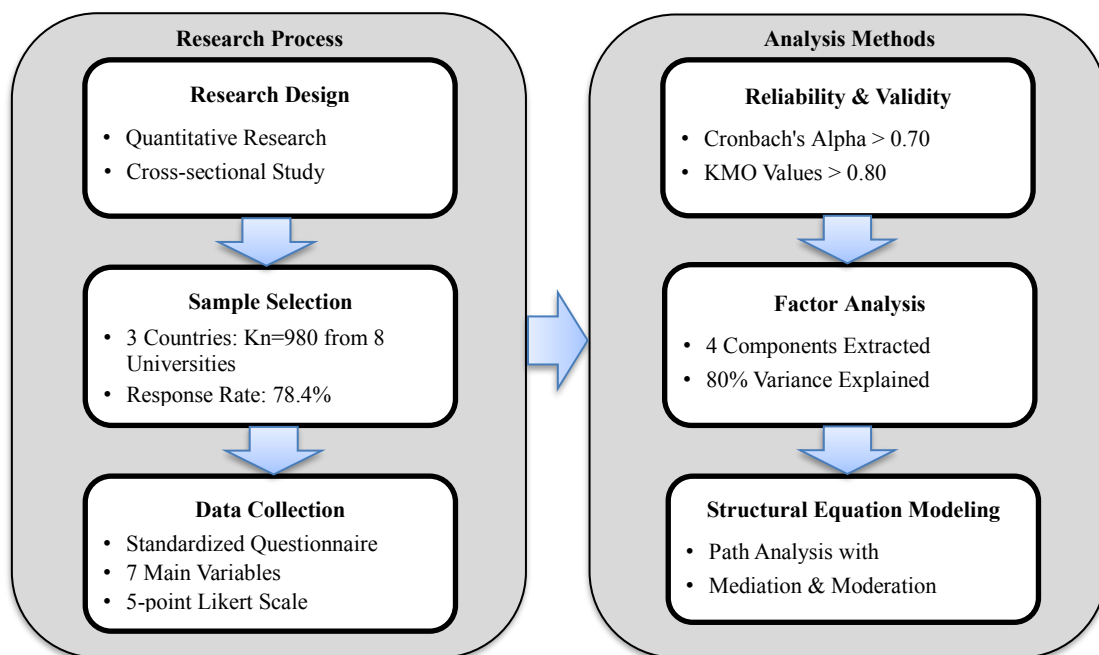 Research Process
Research Design
• Quantitative Research
• Cross-sectional Study
Sample Selection
• 3 Countries: Kn=980 from 8
Universities
• Response Rate: 78.4%
Data Collection
• Standardized Questionnaire
• 7 Main Variables
• 5-point Likert Scale
Analysis Methods
Reliability & Validity
• Cronbach's Alpha > 0.70
• KMO Values > 0.80
Factor Analysis
• 4 Components Extracted
• 80% Variance Explained
Structural Equation Modeling
• Path Analysis with
• Mediation & Moderation